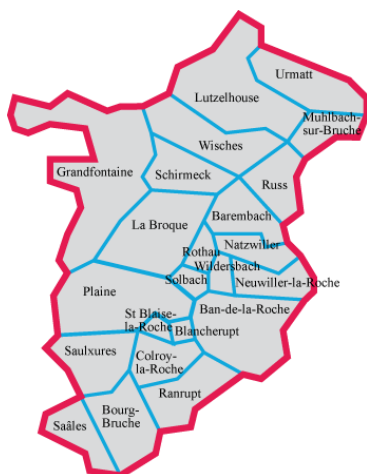 Urmatt
Lutzelhouse
Muhlbach-
sur-Bruche
Wisches
Grandfontaine
Schirmeck
Russ
La Broque
Barembach
Natzwiller
Rothau
Wildersbach
Solbach
Neuwiller-la-Roche
Plaine
Ban-de-la-Roche
St Blaise-
la-Roche
Blancherupt
Saulxures
Colroy-
la-Roche
Ranrupt
Bourg-
Bruche
Saâles